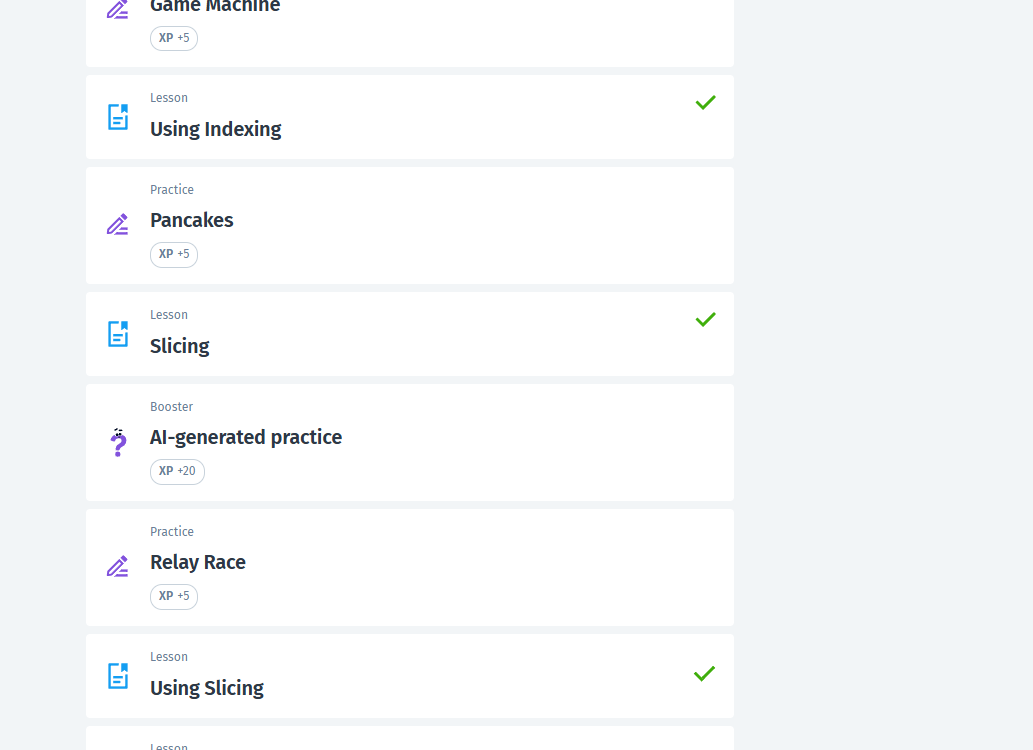 Game Machine
XP +5
Lesson
Using Indexing
Practice
Pancakes
XP +5
Lesson
Slicing
Booster
AI-generated practice
XP +20
Practice
Relay Race
XP +5
Lesson
Using Slicing
Lesson